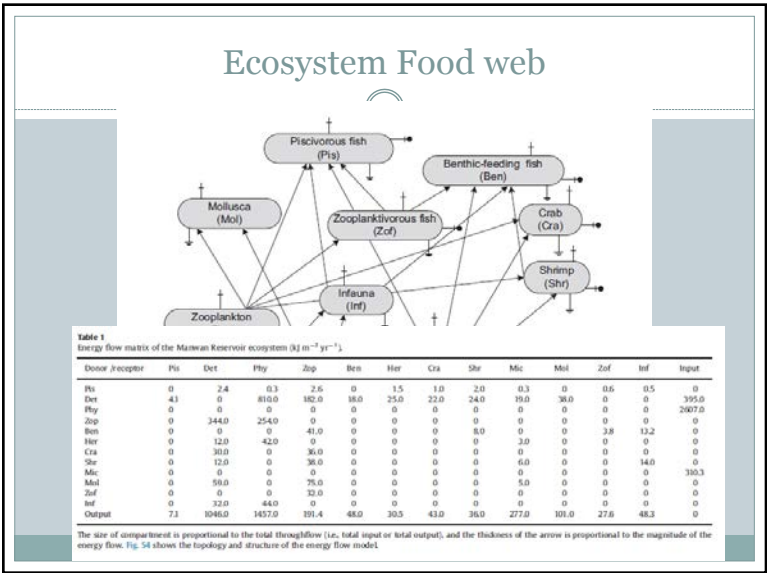 Ecosystem Food web
Piscivorous fish
(Pis)
Benthic-feeding fish
(Ben)
Mollusca
(Mol)
Zooplanktivorous fish
(Zof)
Crab
(Cra)
Shrimp
(Shr)
Infauna
(Inf)
Zooplankton
Table 1
Energy flow matrix of the Manwan Reservoir ecosystem (kJ m⁻² yr⁻¹).
Donor /receptor Pis Det Phy Zop Ben Her Cra Shr Mic Mol Zof Inf Input
Pis 0 2.4 0.3 2.6 0 1.5 1.0 2.0 0.3 0 0.6 0.5 0
Det 4.1 0 810.0 182.0 18.0 25.0 22.0 24.0 19.0 38.0 0 0 395.0
Phy 0 0 0 0 0 0 0 0 0 0 0 0 2607.0
Zop 0 344.0 254.0 0 0 0 0 0 0 0 0 0 0
Ben 0 0 0 41.0 0 0 0 8.0 0 0 3.8 13.2 0
Her 0 12.0 42.0 0 0 0 0 0 3.0 0 0 0 0
Cra 0 30.0 0 36.0 0 0 0 0 0 0 0 0 0
Shr 0 12.0 0 38.0 0 0 0 0 6.0 0 0 14.0 0
Mic 0 0 0 0 0 0 0 0 0 0 0 0 310.3
Mol 0 59.0 0 75.0 0 0 0 0 5.0 0 0 0 0
Zof 0 0 0 32.0 0 0 0 0 0 0 0 0 0
Inf 0 32.0 44.0 0 0 0 0 0 0 0 0 0 0
Output 7.1 1046.0 1457.0 191.4 48.0 30.5 43.0 36.0 277.0 101.0 27.6 48.3 0
The size of compartment is proportional to the total throughflow (i.e., total input or total output), and the thickness of the arrow is proportional to the magnitude of the
energy flow. Fig. S4 shows the topology and structure of the energy flow model.